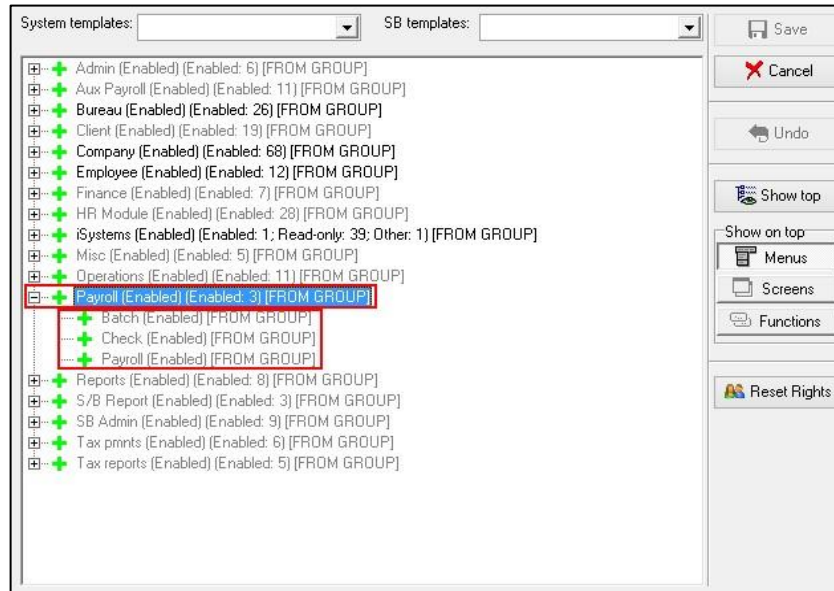 System templates: SB templates:
Save
Cancel
Undo
Show top
Show on top
Menus
Screens
Functions
Reset Rights
Admin (Enabled) (Enabled: 6) [FROM GROUP]
Aux Payroll (Enabled) (Enabled: 11) [FROM GROUP]
Bureau (Enabled) (Enabled: 26) [FROM GROUP]
Client (Enabled) (Enabled: 19) [FROM GROUP]
Company (Enabled) (Enabled: 68) [FROM GROUP]
Employee (Enabled) (Enabled: 12) [FROM GROUP]
Finance (Enabled) (Enabled: 7) [FROM GROUP]
HR Module (Enabled) (Enabled: 28) [FROM GROUP]
iSystems (Enabled) (Enabled: 1; Read-only: 39; Other: 1) [FROM GROUP]
Misc (Enabled) (Enabled: 5) [FROM GROUP]
Operations (Enabled) (Enabled: 11) [FROM GROUP]
Payroll (Enabled) (Enabled: 3) [FROM GROUP]
Batch (Enabled) [FROM GROUP]
Check (Enabled) [FROM GROUP]
Payroll (Enabled) [FROM GROUP]
Reports (Enabled) (Enabled: 8) [FROM GROUP]
S/B Report (Enabled) (Enabled: 3) [FROM GROUP]
SB Admin (Enabled) (Enabled: 9) [FROM GROUP]
Tax pmnts (Enabled) (Enabled: 6) [FROM GROUP]
Tax reports (Enabled) (Enabled: 5) [FROM GROUP]